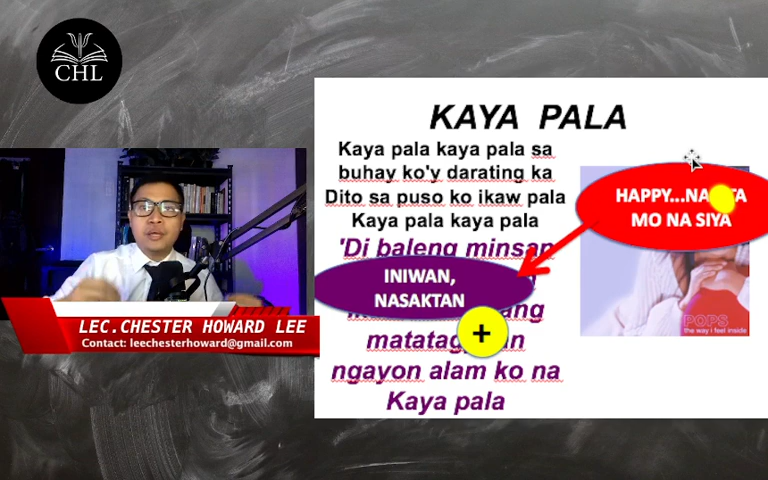 CHL
KAYA PALA
Kaya pala kaya pala sa
buhay ko'y darating ka
Dito sa puso ko ikaw pala
Kaya pala kaya pala
'Di baleng minsan
ngayon alam ko na
Kaya pala
INIWAN,
NASAKTAN
+
HAPPY...
MO NA SIYA
POPS
the way i feel inside
LEC.CHESTER HOWARD LEE
Contact: leechesterhoward@gmail.com